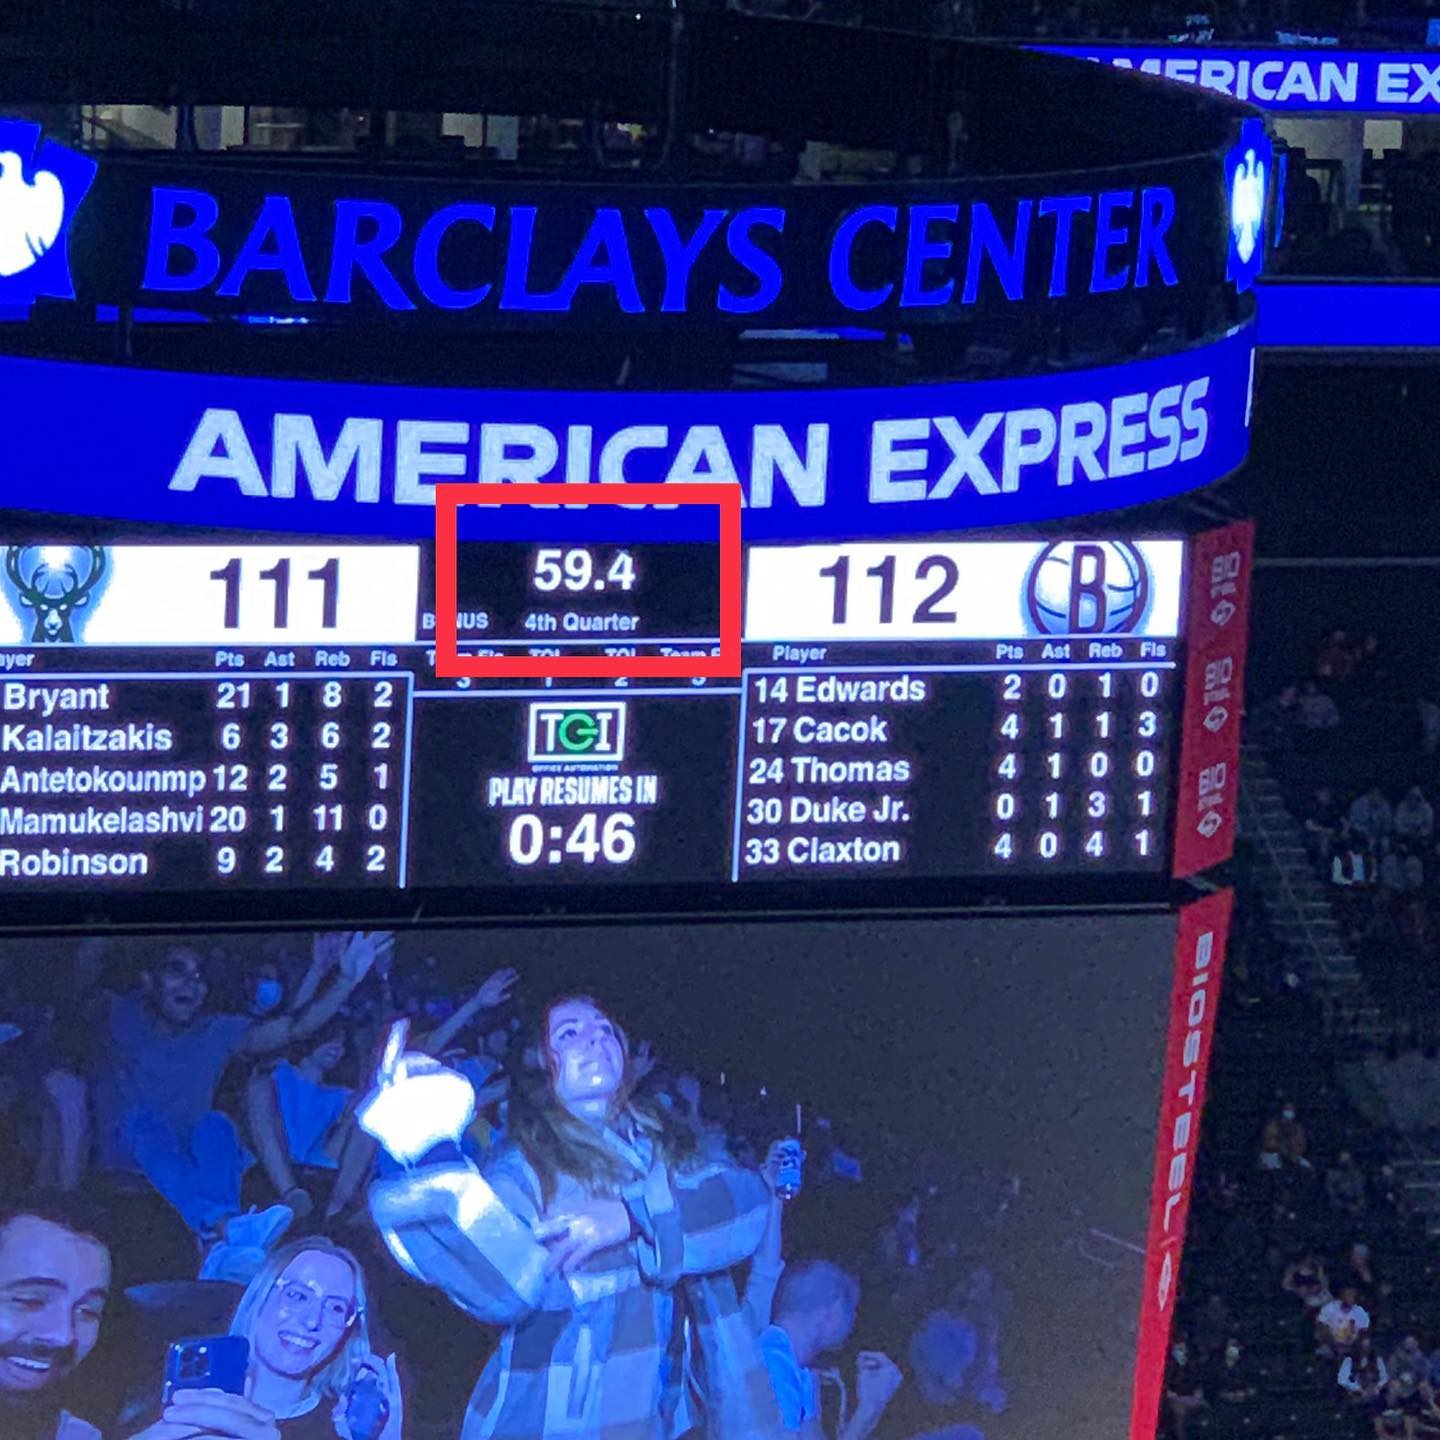 AMERICAN EX
BARCLAYS CENTER
AMERICAN EXPRESS
111 59.4 112 B
4th Quarter
Pts Ast Reb Fls
Player Pts Ast Reb Fls
Bryant 21 1 8 2
Kalaitzakis 6 3 6 2
Antetokounmp 12 2 5 1
Mamukelashvi 20 1 11 0
Robinson 9 2 4 2
TGI
OFFICE AUTOMATION
PLAY RESUMES IN
0:46
14 Edwards 2 0 1 0
17 Cacok 4 1 1 3
24 Thomas 4 1 0 0
30 Duke Jr. 0 1 3 1
33 Claxton 4 0 4 1
BIOSTEEL